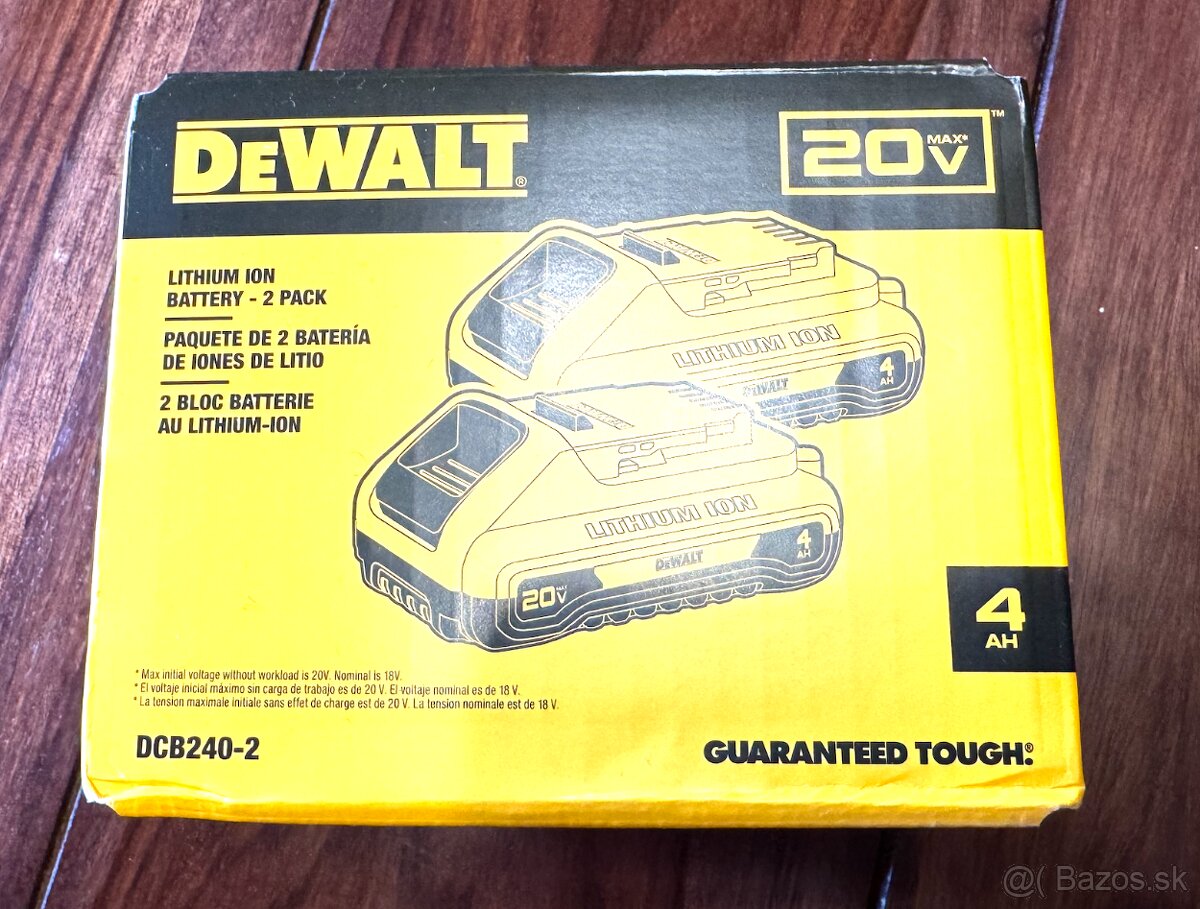 DEWALT®
20V MAX* ™
LITHIUM ION
BATTERY - 2 PACK
PAQUETE DE 2 BATERÍA
DE IONES DE LITIO
2 BLOC BATTERIE
AU LITHIUM-ION
LITHIUM ION
DEWALT
4
AH
LITHIUM ION
DEWALT
20V MAX*
4
AH
4
AH
* Max initial voltage without workload is 20V. Nominal is 18V.
* El voltaje inicial máximo sin carga de trabajo es de 20 V. El voltaje nominal es de 18 V.
* La tension maximale initiale sans effet de charge est de 20 V. La tension nominale est de 18 V.
DCB240-2
GUARANTEED TOUGH.®
@( Bazos.sk